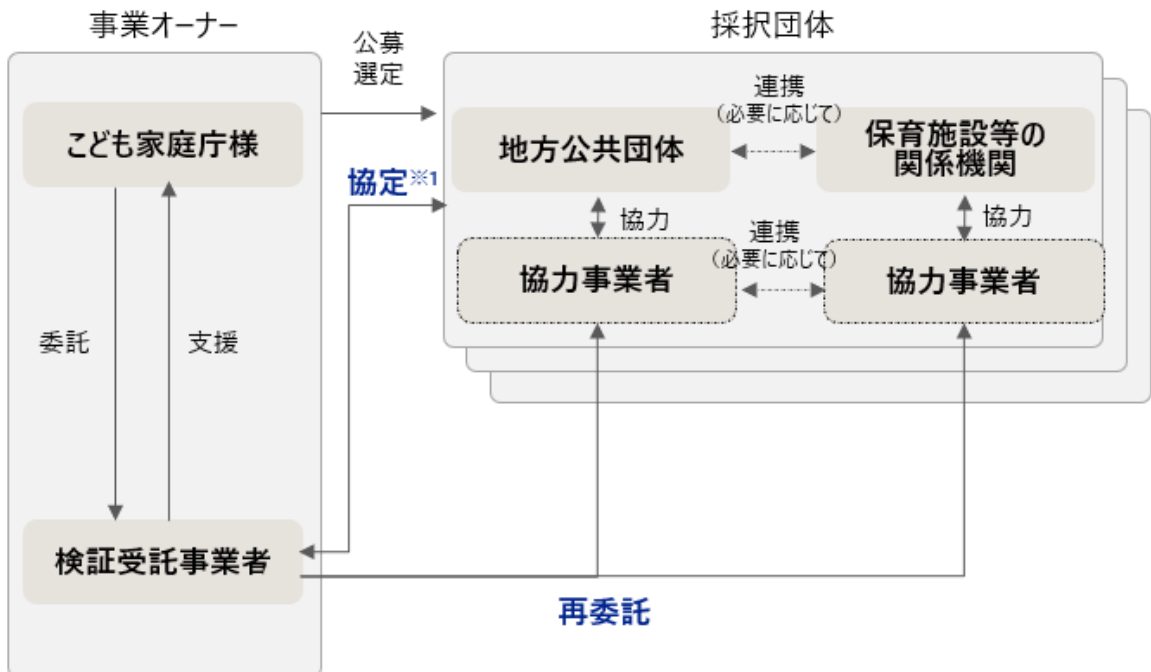 事業オーナー
採択団体
公募
選定
こども家庭庁様
地方公共団体
連携
(必要に応じて)
保育施設等の
関係機関
協定※1
協力
協力
連携
(必要に応じて)
協力事業者
協力事業者
委託
支援
検証受託事業者
再委託